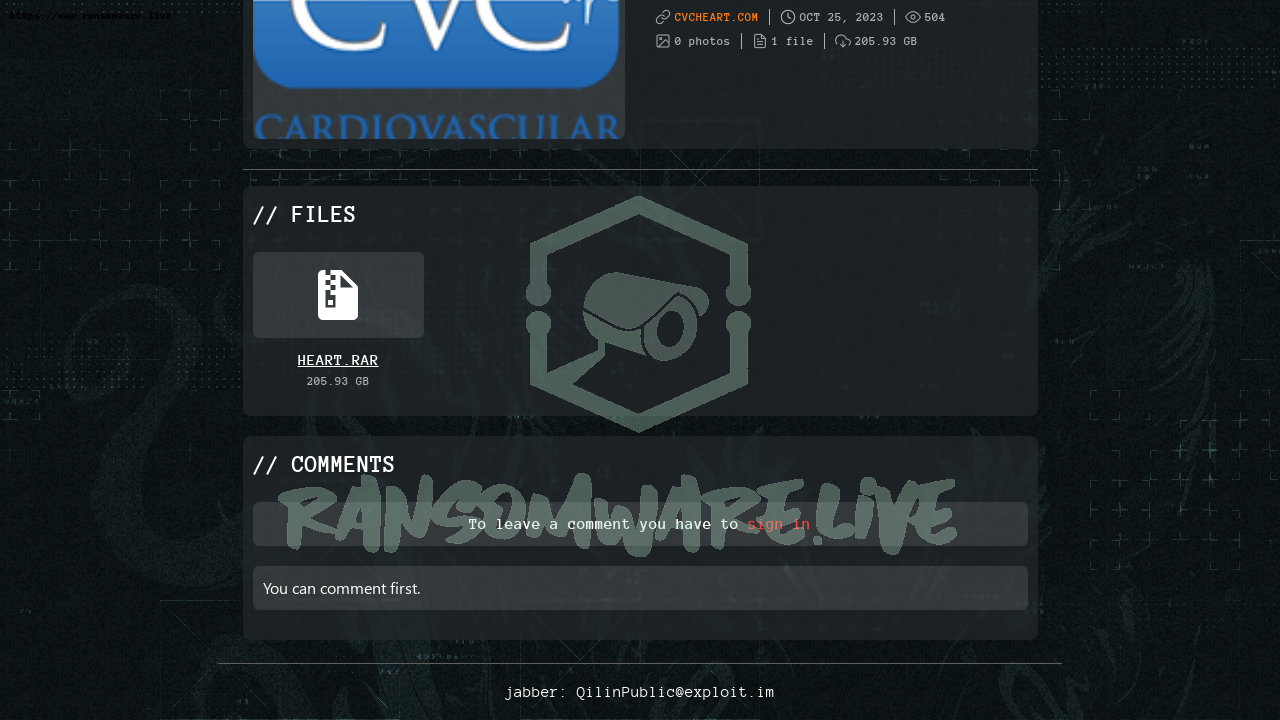 https://www.ransomware.live
CVC
CARDIOVASCULAR
CVCHEART.COM OCT 25, 2023 504
0 photos 1 file 205.93 GB
// FILES
HEART.RAR
205.93 GB
// COMMENTS
RANSOMWARE.LIVE
To leave a comment you have to sign in
You can comment first.
jabber: QilinPublic@exploit.im